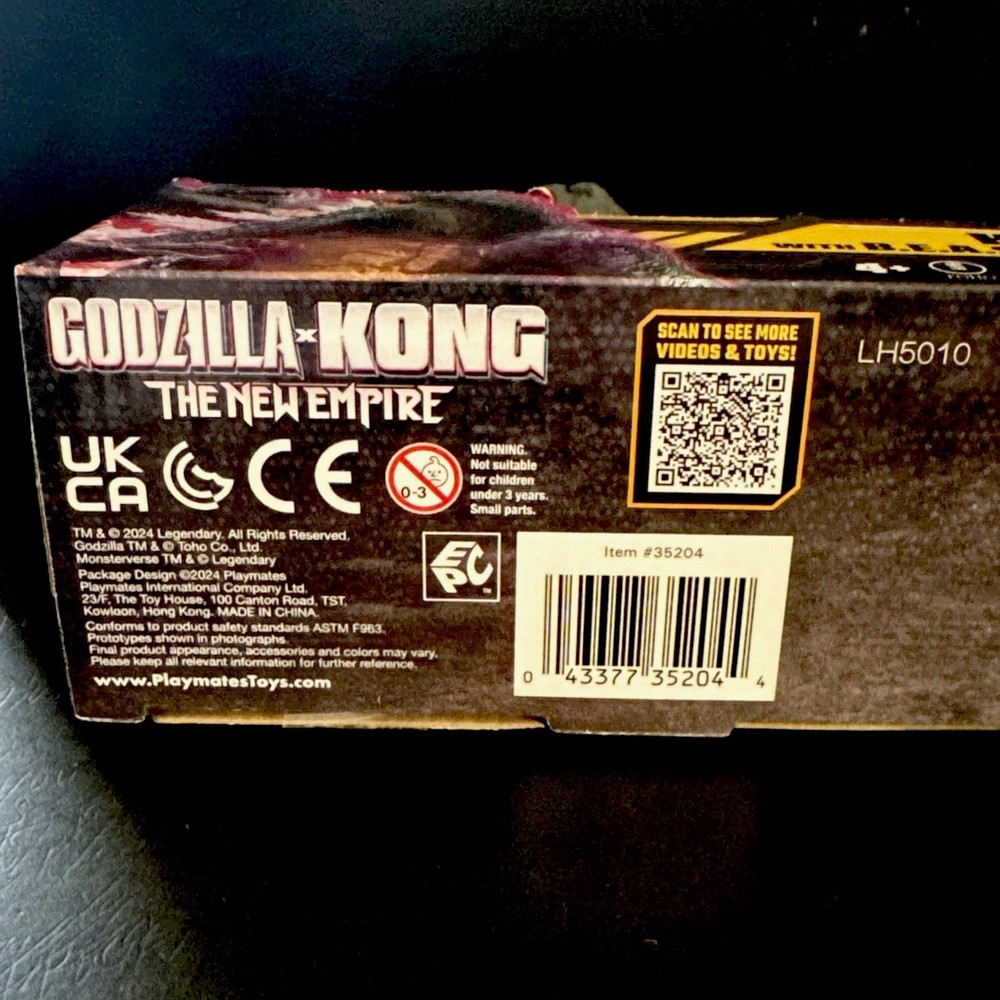 WITH B.E.A.
4+
GODZILLA x KONG
THE NEW EMPIRE
SCAN TO SEE MORE
VIDEOS & TOYS!
LH5010
UK
CA
CE
0-3
WARNING.
Not suitable
for children
under 3 years.
Small parts.
TM & © 2024 Legendary. All Rights Reserved.
Godzilla TM & © Toho Co., Ltd.
Monsterverse TM & © Legendary
Package Design ©2024 Playmates
Playmates International Company Ltd.
23/F, The Toy House, 100 Canton Road, TST,
Kowloon, Hong Kong. MADE IN CHINA.
Conforms to product safety standards ASTM F963.
Prototypes shown in photographs.
Final product appearance, accessories and colors may vary.
Please keep all relevant information for further reference.
www.PlaymatesToys.com
EPC
TM
Item #35204
0 43377 35204 4